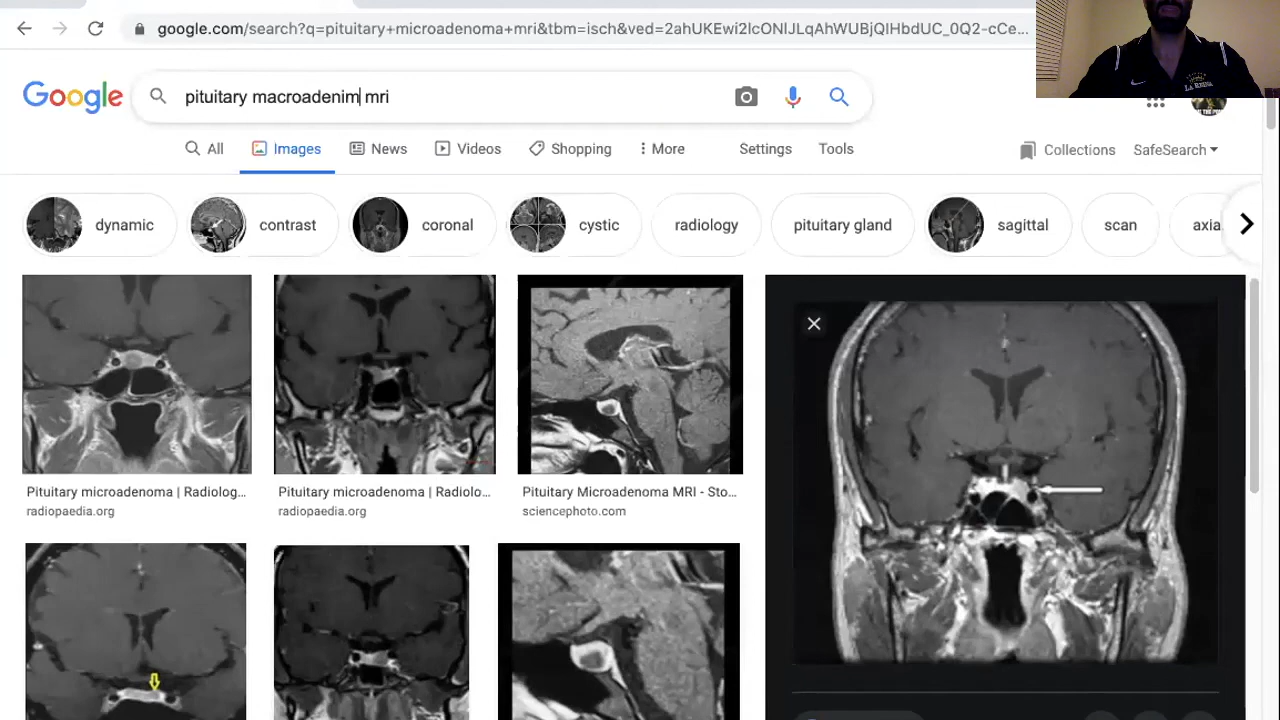 google.com/search?q=pituitary+microadenoma+mri&tbm=isch&ved=2ahUKEwi2lcONlJLqAhWUBjQIHbdUC_0Q2-cCe...
Google
pituitary macroadenim mri
All Images News Videos Shopping More Settings Tools Collections SafeSearch
dynamic contrast coronal cystic radiology pituitary gland sagittal scan axia
Pituitary microadenoma | Radiolog...
radiopaedia.org
Pituitary microadenoma | Radiolo...
radiopaedia.org
Pituitary Microadenoma MRI - Sto...
sciencephoto.com